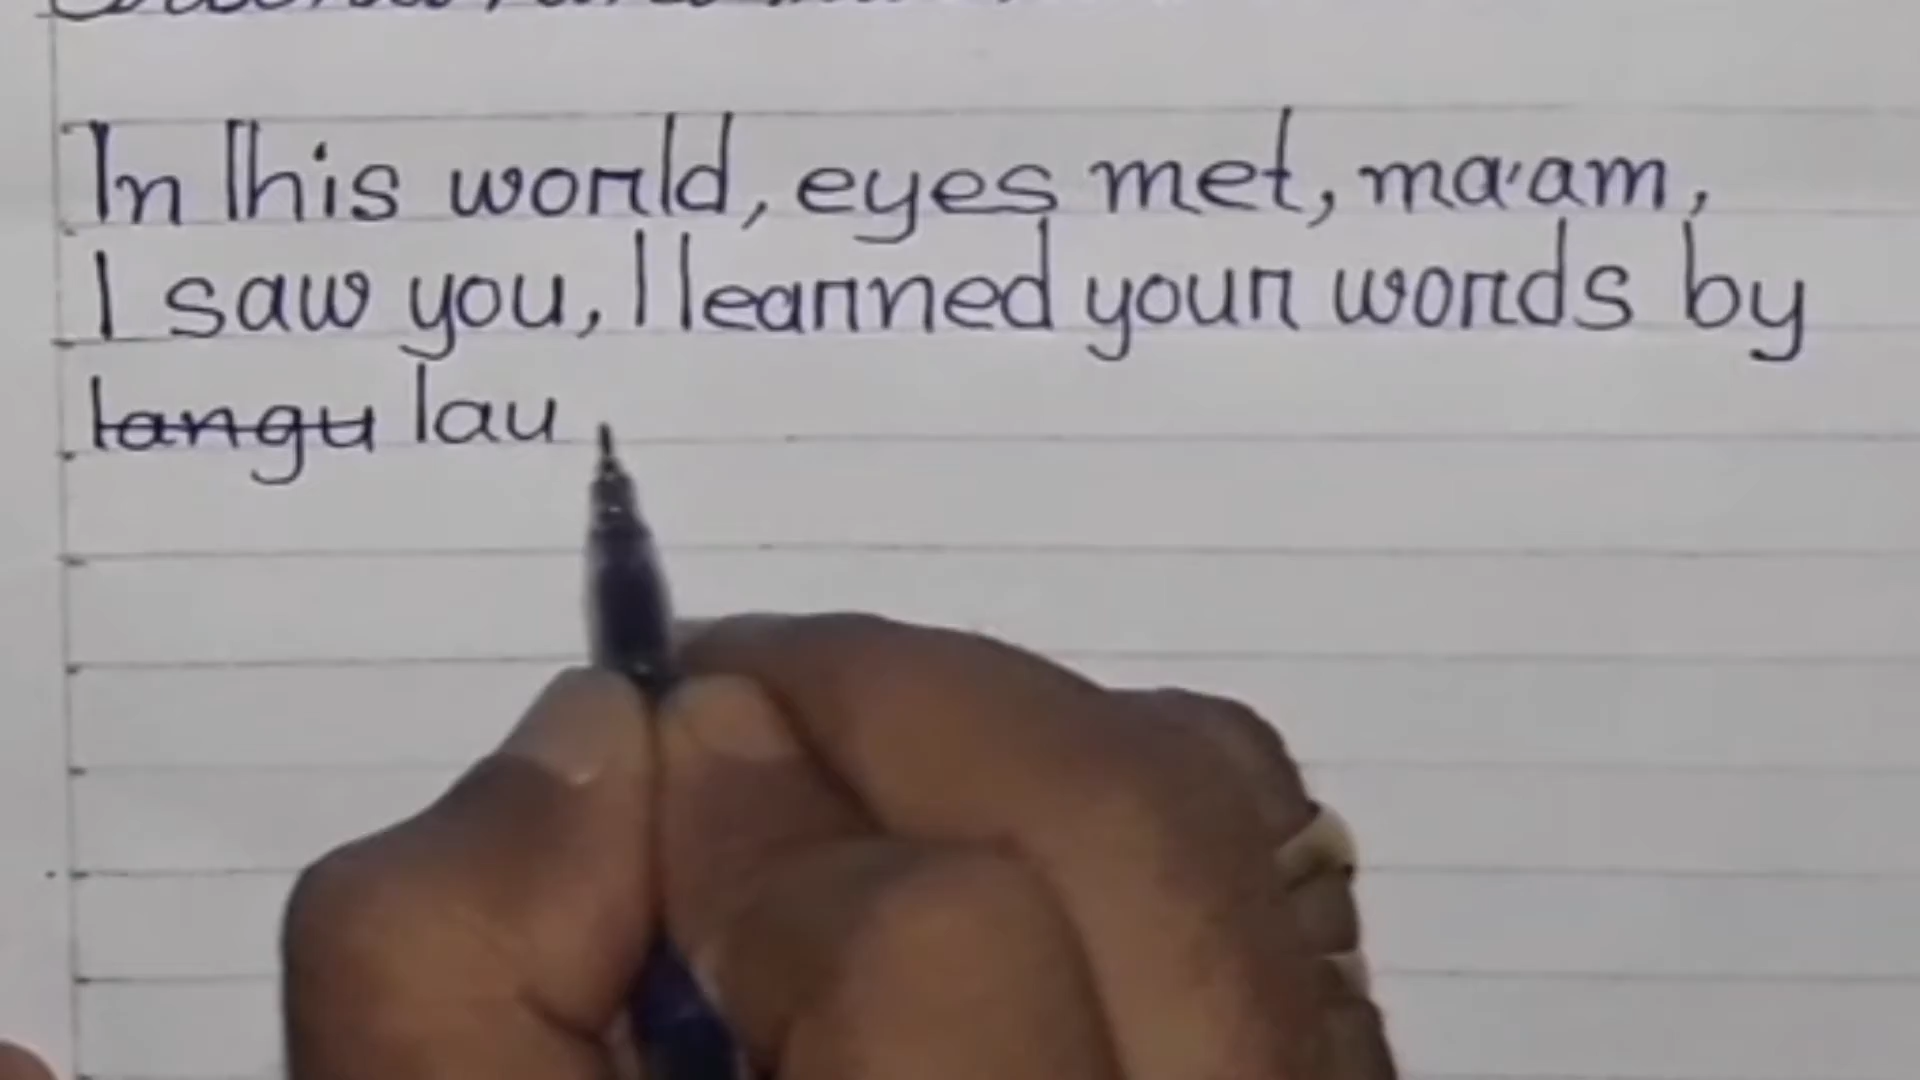 In this world, eyes met, ma'am,
I saw you, I learned your words by
langu lau